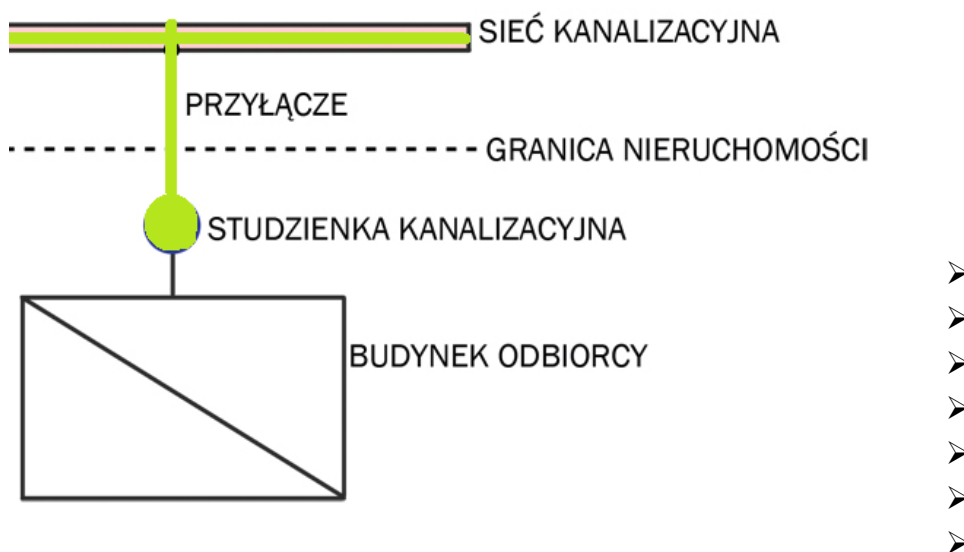 SIEĆ KANALIZACYJNA
PRZYŁĄCZE
GRANICA NIERUCHOMOŚCI
STUDZIENKA KANALIZACYJNA
BUDYNEK ODBIORCY